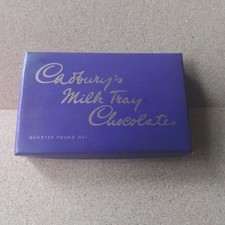 Cadbury's
Milk Tray
Chocolates
QUARTER POUND NET